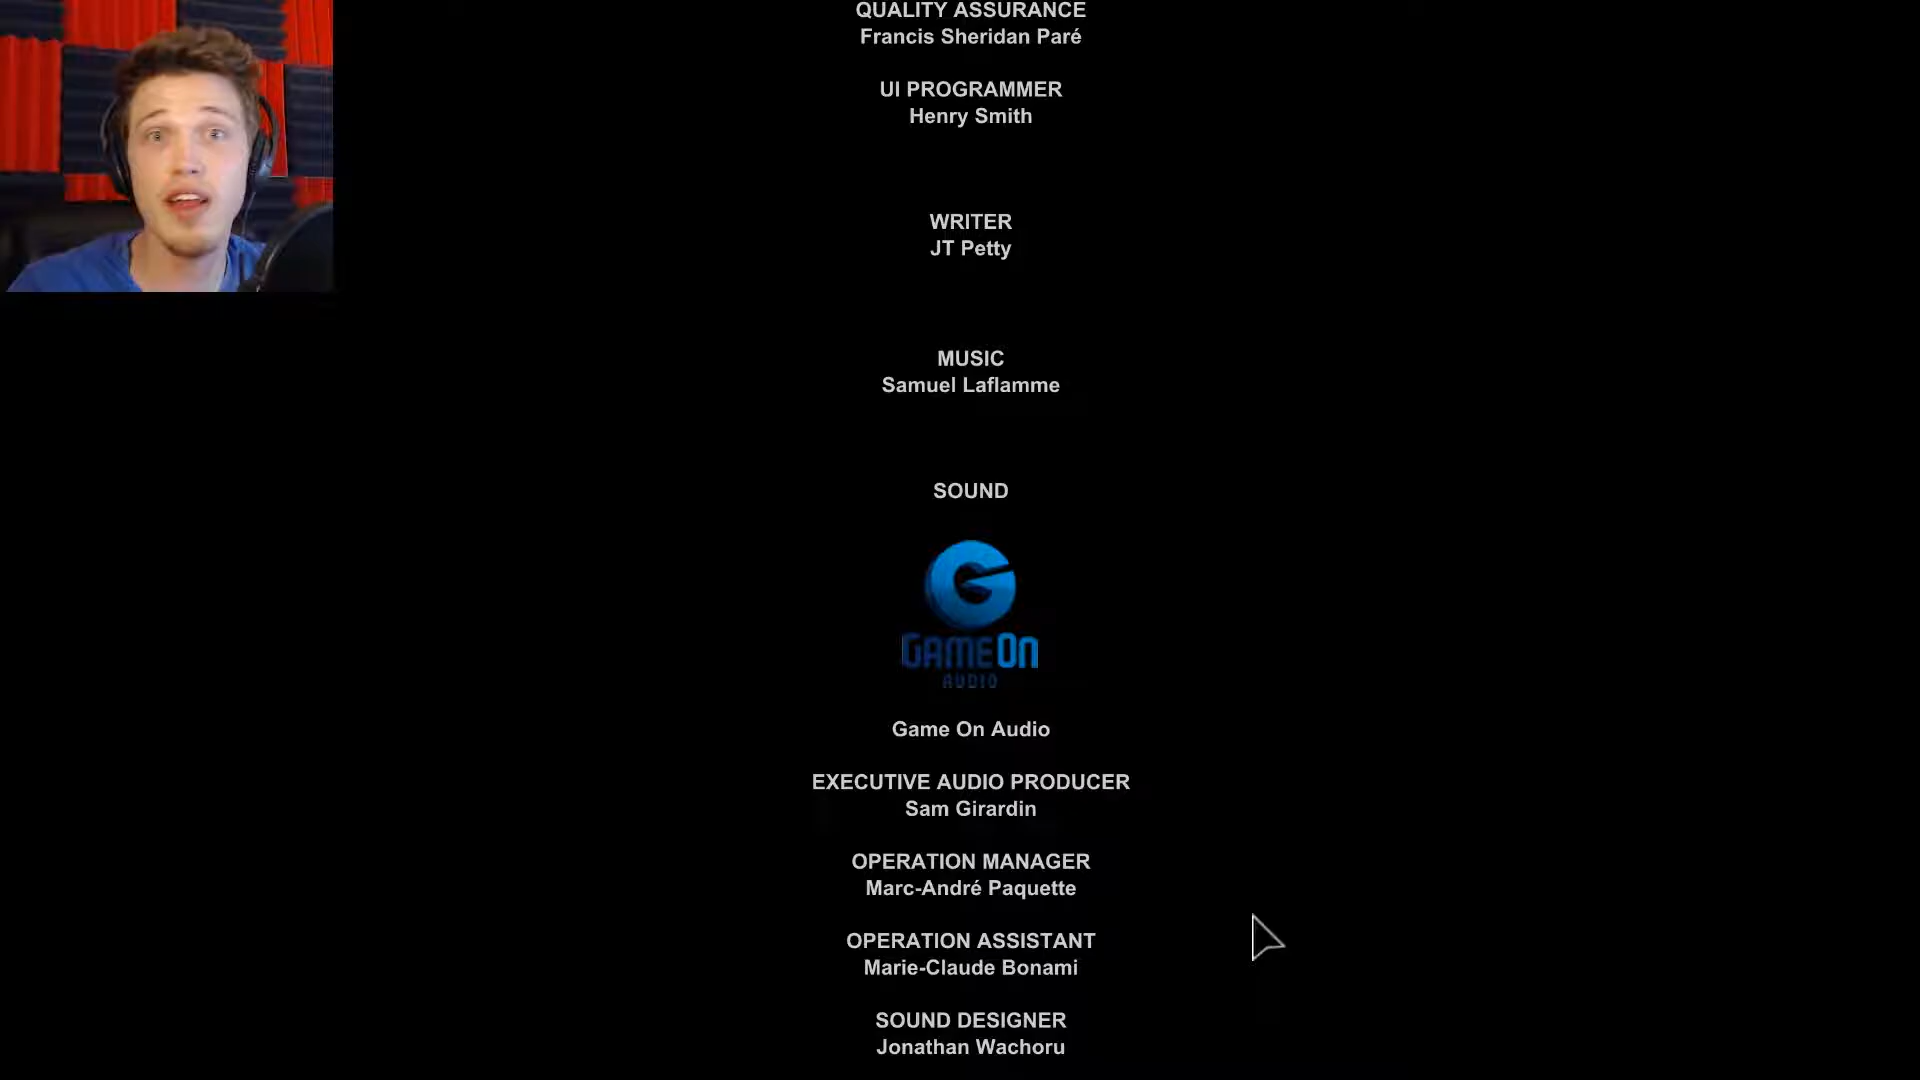 QUALITY ASSURANCE
Francis Sheridan Paré
UI PROGRAMMER
Henry Smith
WRITER
JT Petty
MUSIC
Samuel Laflamme
SOUND
GAMEON
AUDIO
Game On Audio
EXECUTIVE AUDIO PRODUCER
Sam Girardin
OPERATION MANAGER
Marc-André Paquette
OPERATION ASSISTANT
Marie-Claude Bonami
SOUND DESIGNER
Jonathan Wachoru